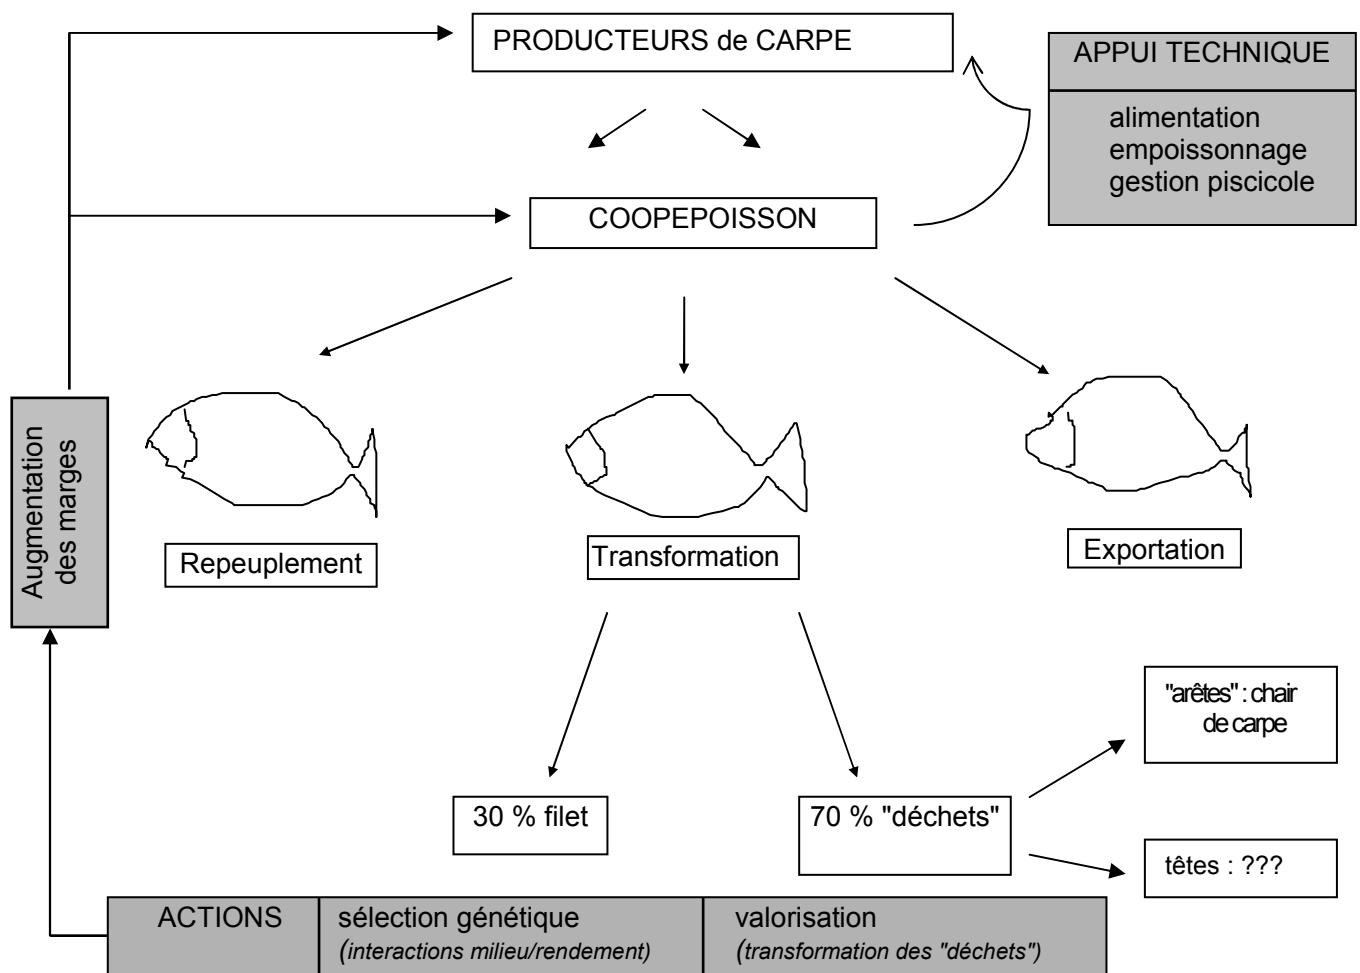 PRODUCTEURS de CARPE
APPUI TECHNIQUE
alimentation
empoissonnage
gestion piscicole
COOPEPOISSON
Augmentation
des marges
Repeuplement
Transformation
Exportation
"arêtes" : chair
de carpe
30 % filet
70 % "déchets"
têtes : ???
ACTIONS
sélection génétique
(interactions milieu/rendement)
valorisation
(transformation des "déchets")